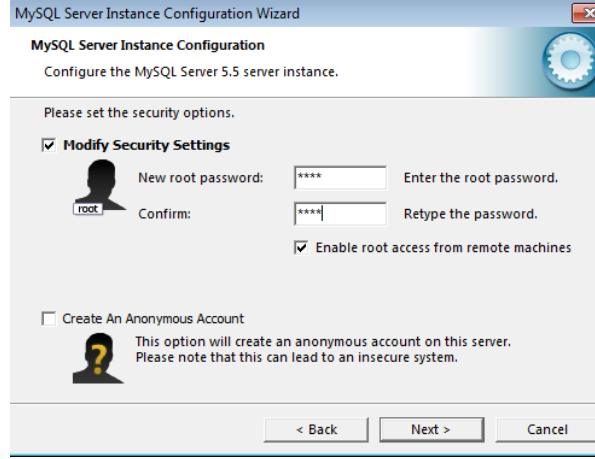 MySQL Server Instance Configuration Wizard
MySQL Server Instance Configuration
Configure the MySQL Server 5.5 server instance.
Please set the security options.
Modify Security Settings
root
New root password: **** Enter the root password.
Confirm: **** Retype the password.
Enable root access from remote machines
Create An Anonymous Account
This option will create an anonymous account on this server.
Please note that this can lead to an insecure system.
< Back Next > Cancel